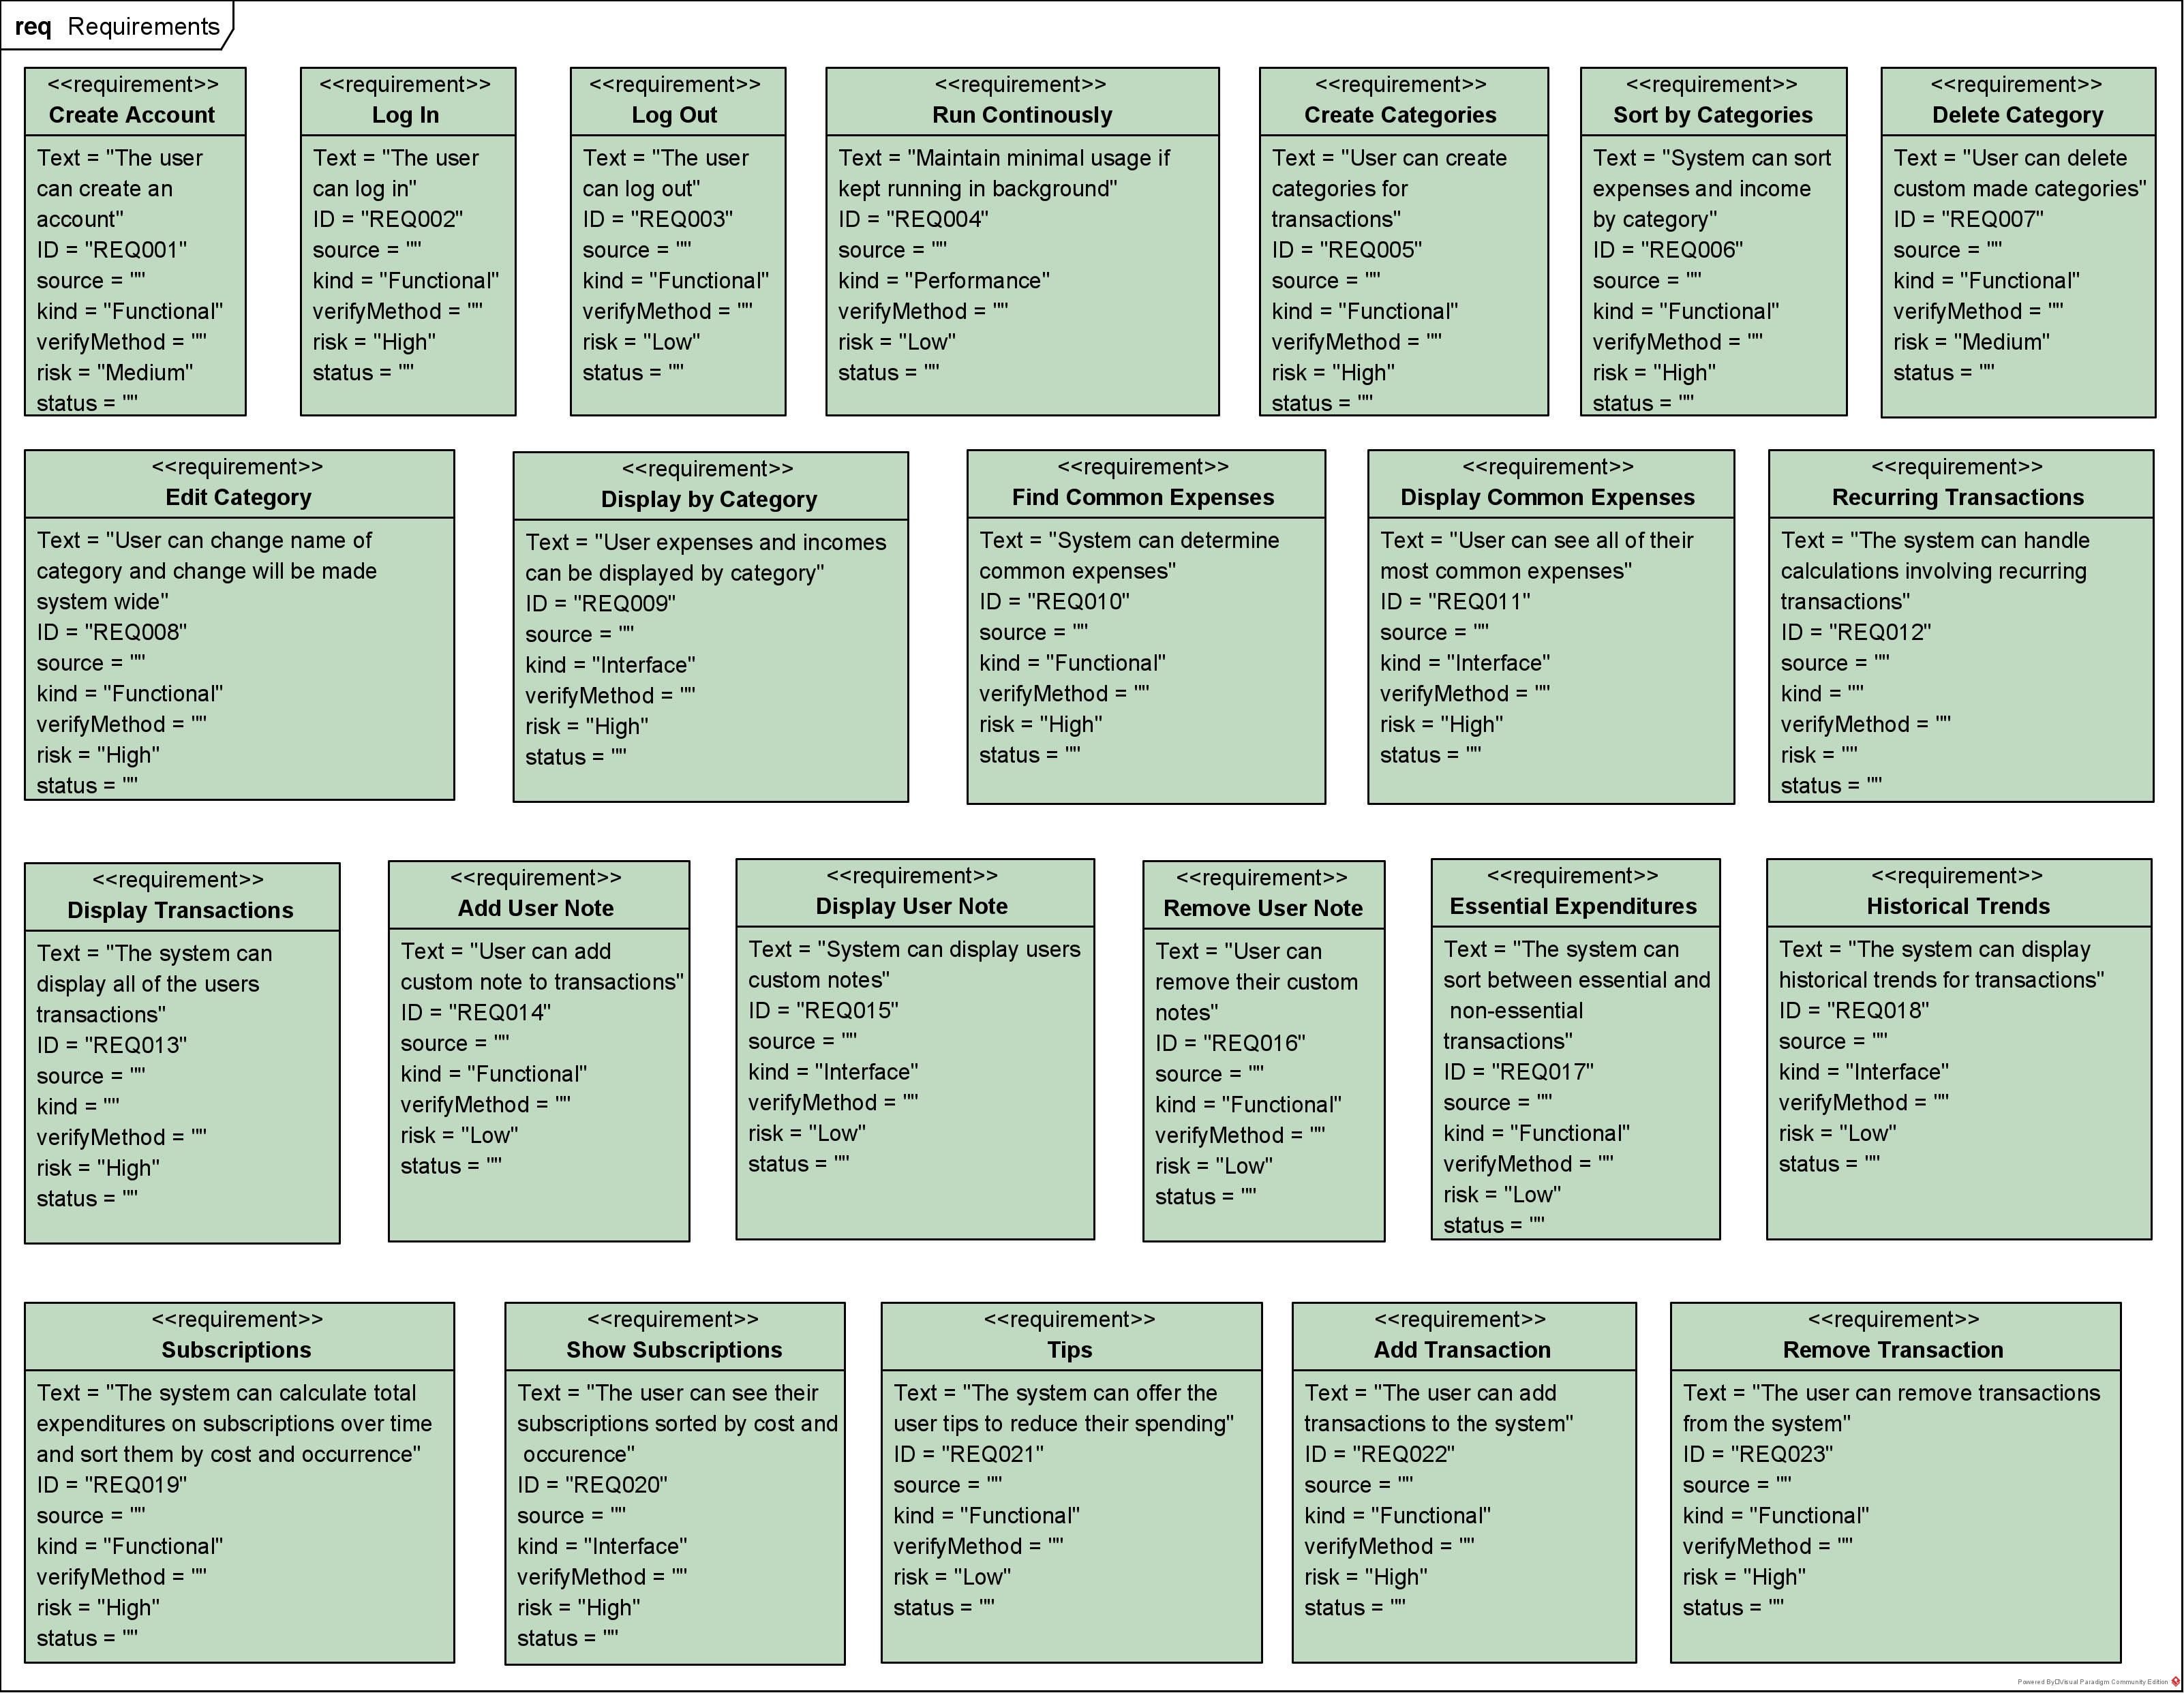 req Requirements
<<requirement>>
Create Account
Text = "The user
can create an
account"
ID = "REQ001"
source = ""
kind = "Functional"
verifyMethod = ""
risk = "Medium"
status = ""
<<requirement>>
Log In
Text = "The user
can log in"
ID = "REQ002"
source = ""
kind = "Functional"
verifyMethod = ""
risk = "High"
status = ""
<<requirement>>
Log Out
Text = "The user
can log out"
ID = "REQ003"
source = ""
kind = "Functional"
verifyMethod = ""
risk = "Low"
status = ""
<<requirement>>
Run Continously
Text = "Maintain minimal usage if
kept running in background"
ID = "REQ004"
source = ""
kind = "Performance"
verifyMethod = ""
risk = "Low"
status = ""
<<requirement>>
Create Categories
Text = "User can create
categories for
transactions"
ID = "REQ005"
source = ""
kind = "Functional"
verifyMethod = ""
risk = "High"
status = ""
<<requirement>>
Sort by Categories
Text = "System can sort
expenses and income
by category"
ID = "REQ006"
source = ""
kind = "Functional"
verifyMethod = ""
risk = "High"
status = ""
<<requirement>>
Delete Category
Text = "User can delete
custom made categories"
ID = "REQ007"
source = ""
kind = "Functional"
verifyMethod = ""
risk = "Medium"
status = ""
<<requirement>>
Edit Category
Text = "User can change name of
category and change will be made
system wide"
ID = "REQ008"
source = ""
kind = "Functional"
verifyMethod = ""
risk = "High"
status = ""
<<requirement>>
Display by Category
Text = "User expenses and incomes
can be displayed by category"
ID = "REQ009"
source = ""
kind = "Interface"
verifyMethod = ""
risk = "High"
status = ""
<<requirement>>
Find Common Expenses
Text = "System can determine
common expenses"
ID = "REQ010"
source = ""
kind = "Functional"
verifyMethod = ""
risk = "High"
status = ""
<<requirement>>
Display Common Expenses
Text = "User can see all of their
most common expenses"
ID = "REQ011"
source = ""
kind = "Interface"
verifyMethod = ""
risk = "High"
status = ""
<<requirement>>
Recurring Transactions
Text = "The system can handle
calculations involving recurring
transactions"
ID = "REQ012"
source = ""
kind = ""
verifyMethod = ""
risk = ""
status = ""
<<requirement>>
Display Transactions
Text = "The system can
display all of the users
transactions"
ID = "REQ013"
source = ""
kind = ""
verifyMethod = ""
risk = "High"
status = ""
<<requirement>>
Add User Note
Text = "User can add
custom note to transactions"
ID = "REQ014"
source = ""
kind = "Functional"
verifyMethod = ""
risk = "Low"
status = ""
<<requirement>>
Display User Note
Text = "System can display users
custom notes"
ID = "REQ015"
source = ""
kind = "Interface"
verifyMethod = ""
risk = "Low"
status = ""
<<requirement>>
Remove User Note
Text = "User can
remove their custom
notes"
ID = "REQ016"
source = ""
kind = "Functional"
verifyMethod = ""
risk = "Low"
status = ""
<<requirement>>
Essential Expenditures
Text = "The system can
sort between essential and
non-essential
transactions"
ID = "REQ017"
source = ""
kind = "Functional"
verifyMethod = ""
risk = "Low"
status = ""
<<requirement>>
Historical Trends
Text = "The system can display
historical trends for transactions"
ID = "REQ018"
source = ""
kind = "Interface"
verifyMethod = ""
risk = "Low"
status = ""
<<requirement>>
Subscriptions
Text = "The system can calculate total
expenditures on subscriptions over time
and sort them by cost and occurrence"
ID = "REQ019"
source = ""
kind = "Functional"
verifyMethod = ""
risk = "High"
status = ""
<<requirement>>
Show Subscriptions
Text = "The user can see their
subscriptions sorted by cost and
occurence"
ID = "REQ020"
source = ""
kind = "Interface"
verifyMethod = ""
risk = "High"
status = ""
<<requirement>>
Tips
Text = "The system can offer the
user tips to reduce their spending"
ID = "REQ021"
source = ""
kind = "Functional"
verifyMethod = ""
risk = "Low"
status = ""
<<requirement>>
Add Transaction
Text = "The user can add
transactions to the system"
ID = "REQ022"
source = ""
kind = "Functional"
verifyMethod = ""
risk = "High"
status = ""
<<requirement>>
Remove Transaction
Text = "The user can remove transactions
from the system"
ID = "REQ023"
source = ""
kind = "Functional"
verifyMethod = ""
risk = "High"
status = ""
Powered By Visual Paradigm Community Edition